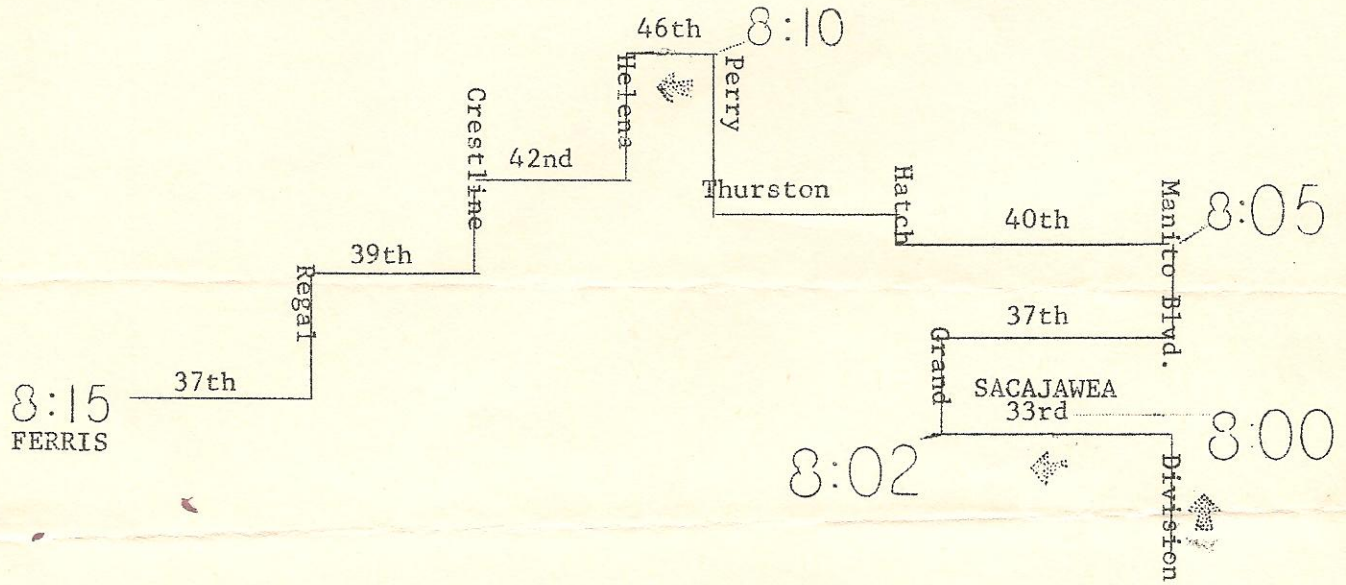 46th
8:10
Helena
Perry
Crestline
42nd
Thurston
Hatch
Manito Blvd.
8:05
40th
39th
Regal
37th
Grand
37th
SACAJAWEA
33rd
8:00
8:15
FERRIS
8:02
Division